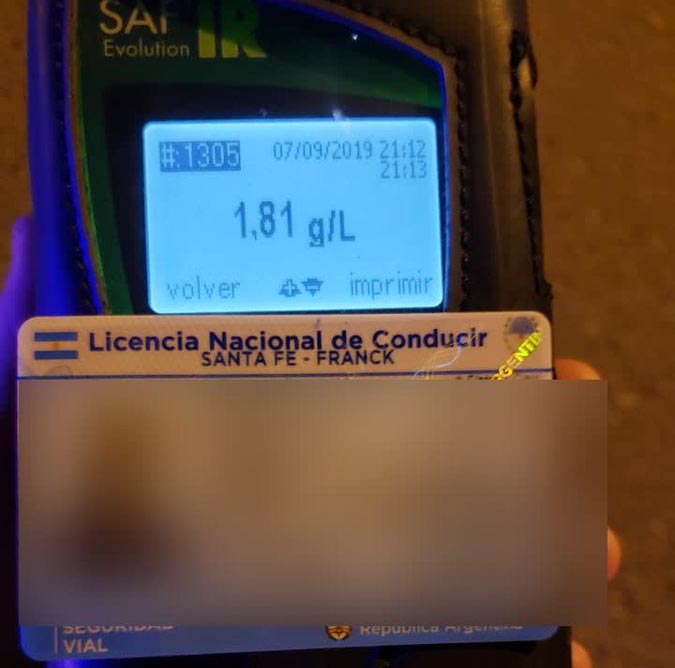 SAF IR
Evolution
#:1305 07/09/2019 21:12
21:13
1,81 g/L
volver imprimir
Licencia Nacional de Conducir
SANTA FE - FRANCK
ARGENTINA
SEGURIDAD
VIAL
República Argentina